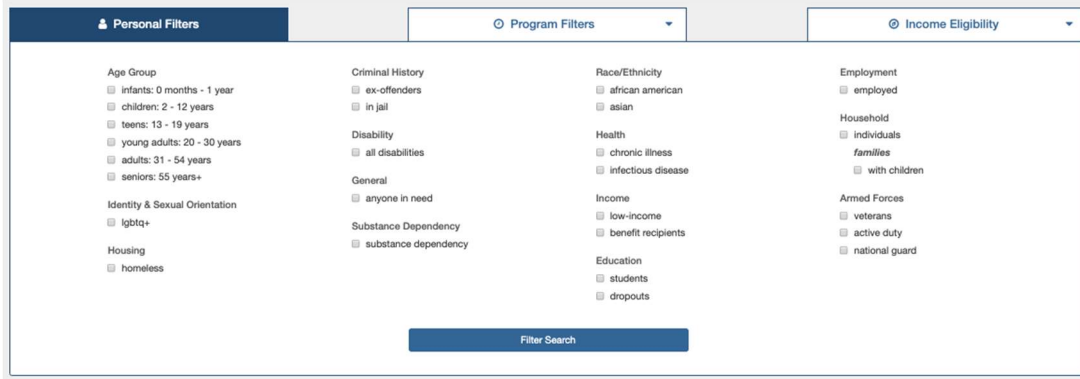 Personal Filters
Program Filters
Income Eligibility
Age Group
infants: 0 months - 1 year
children: 2 - 12 years
teens: 13 - 19 years
young adults: 20 - 30 years
adults: 31 - 54 years
seniors: 55 years+
Identity & Sexual Orientation
lgbtq+
Housing
homeless
Criminal History
ex-offenders
in jail
Disability
all disabilities
General
anyone in need
Substance Dependency
substance dependency
Race/Ethnicity
african american
asian
Health
chronic illness
infectious disease
Income
low-income
benefit recipients
Education
students
dropouts
Employment
employed
Household
individuals
families
with children
Armed Forces
veterans
active duty
national guard
Filter Search